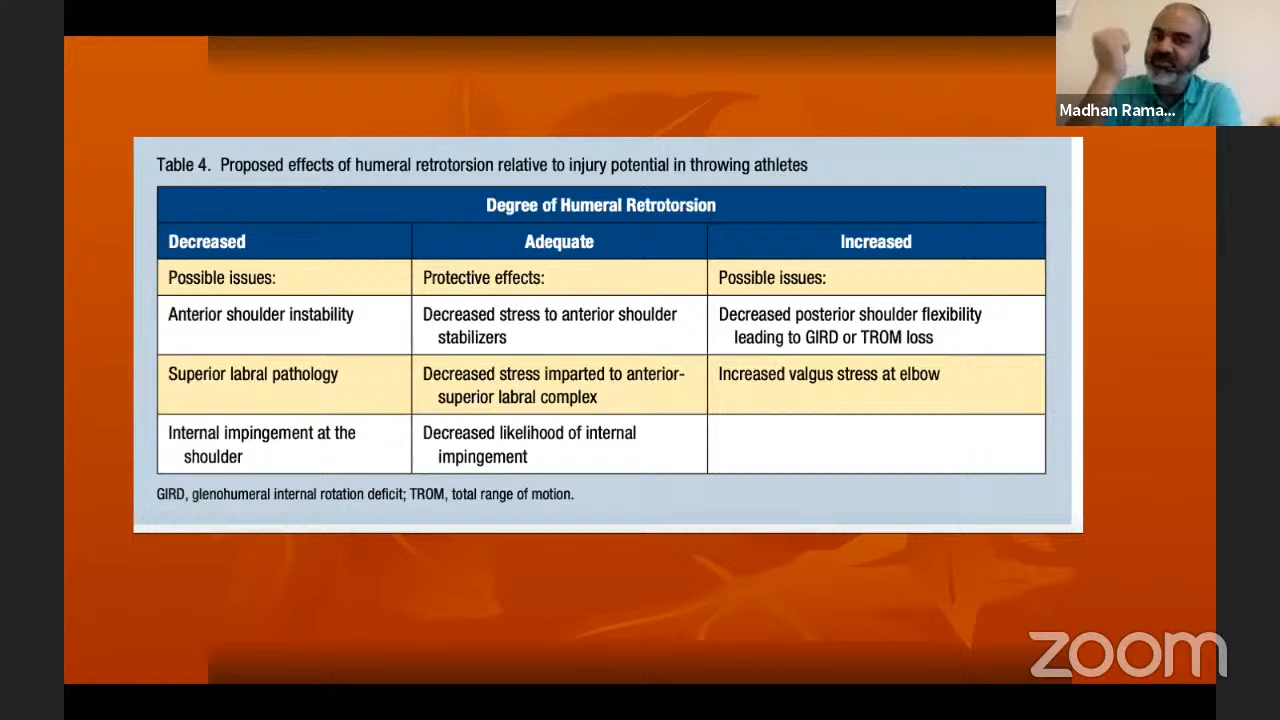 Madhan Rama...
Table 4. Proposed effects of humeral retrotorsion relative to injury potential in throwing athletes
Degree of Humeral Retrotorsion
Decreased
Adequate
Increased
Possible issues:
Protective effects:
Possible issues:
Anterior shoulder instability
Decreased stress to anterior shoulder
stabilizers
Decreased posterior shoulder flexibility
leading to GIRD or TROM loss
Superior labral pathology
Decreased stress imparted to anterior-
superior labral complex
Increased valgus stress at elbow
Internal impingement at the
shoulder
Decreased likelihood of internal
impingement
GIRD, glenohumeral internal rotation deficit; TROM, total range of motion.
zoom